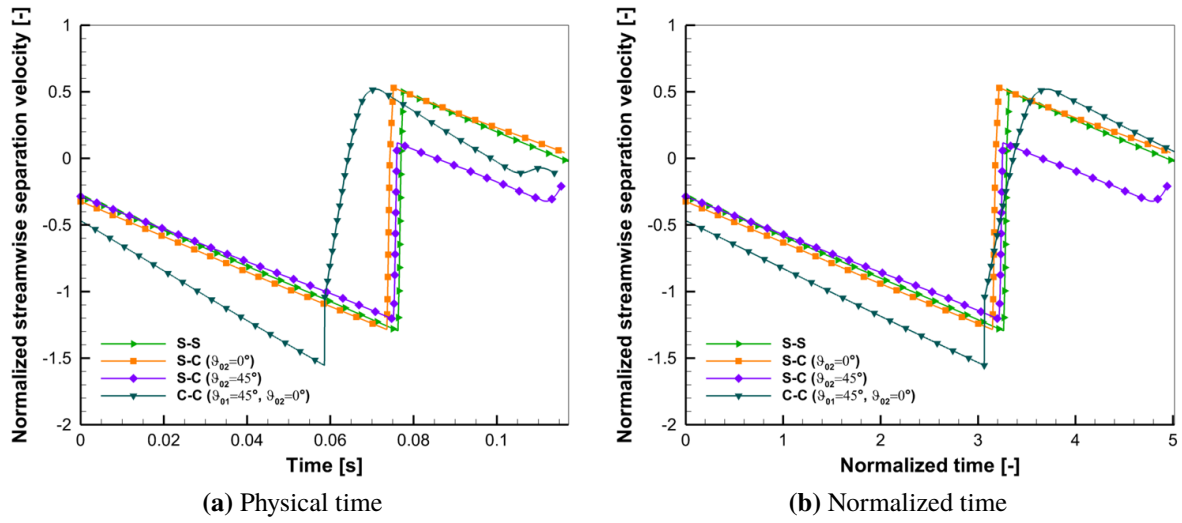 Normalized streamwise separation velocity [-]
1
0.5
0
-0.5
-1
-1.5
-2
S-S
S-C (ϑ02=0°)
S-C (ϑ02=45°)
C-C (ϑ01=45°, ϑ02=0°)
0 0.02 0.04 0.06 0.08 0.1
Time [s]
(a) Physical time
Normalized streamwise separation velocity [-]
1
0.5
0
-0.5
-1
-1.5
-2
S-S
S-C (ϑ02=0°)
S-C (ϑ02=45°)
C-C (ϑ01=45°, ϑ02=0°)
0 1 2 3 4 5
Normalized time [-]
(b) Normalized time